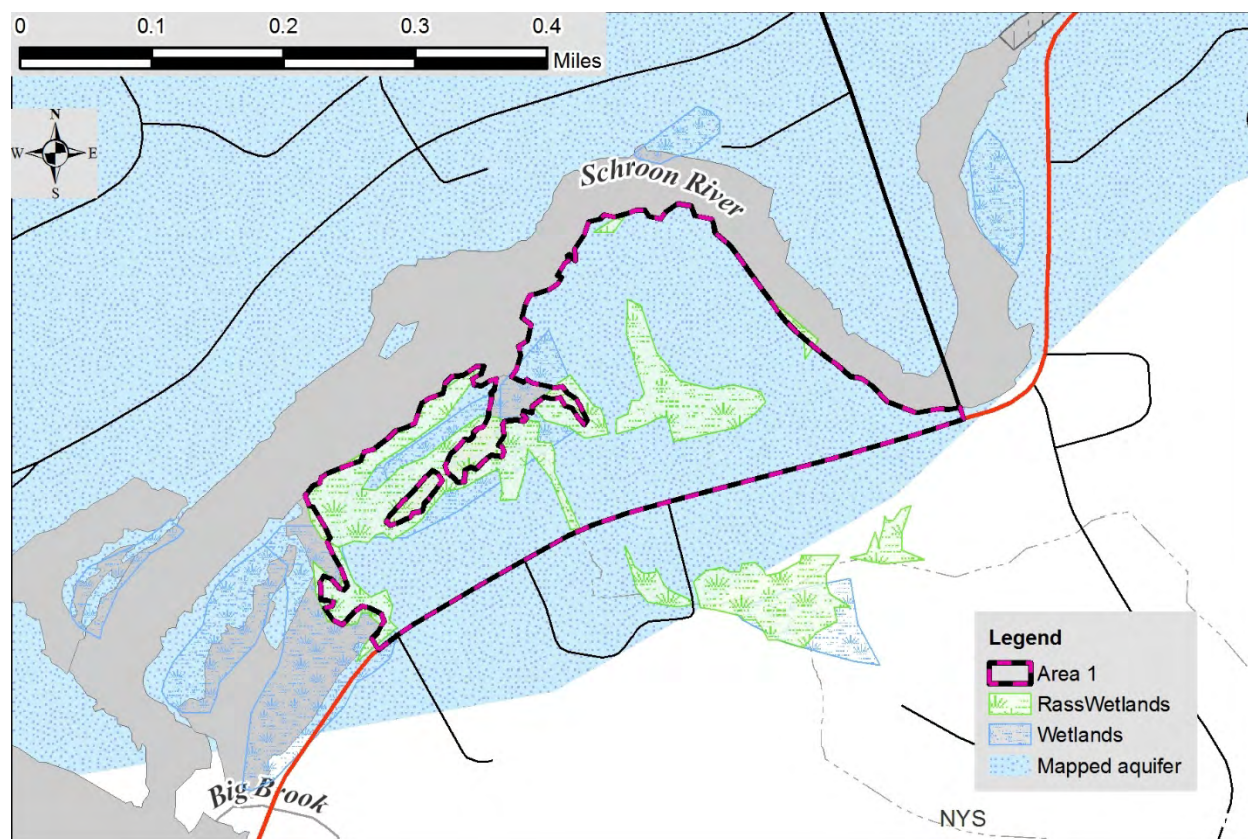 0 0.1 0.2 0.3 0.4
Miles
N
W E
S
Schroon River
Legend
Area 1
RassWetlands
Wetlands
Mapped aquifer
NYS
Big Brook